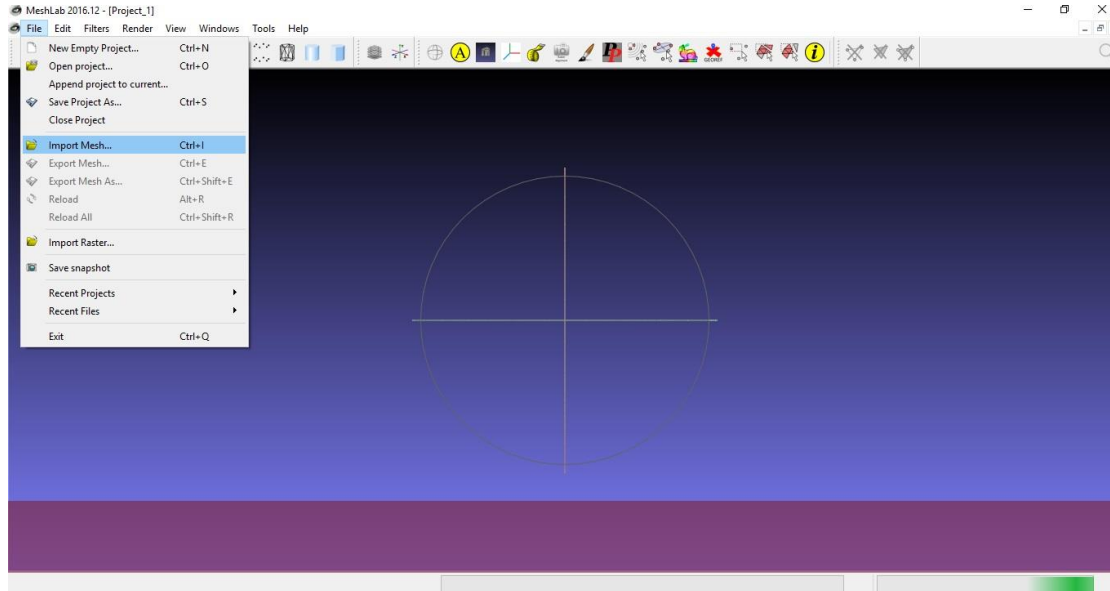 MeshLab 2016.12 - [Project_1]
File Edit Filters Render View Windows Tools Help
New Empty Project... Ctrl+N
Open project... Ctrl+O
Append project to current...
Save Project As... Ctrl+S
Close Project
Import Mesh... Ctrl+I
Export Mesh... Ctrl+E
Export Mesh As... Ctrl+Shift+E
Reload Alt+R
Reload All Ctrl+Shift+R
Import Raster...
Save snapshot
Recent Projects
Recent Files
Exit Ctrl+Q
A
Pp
i